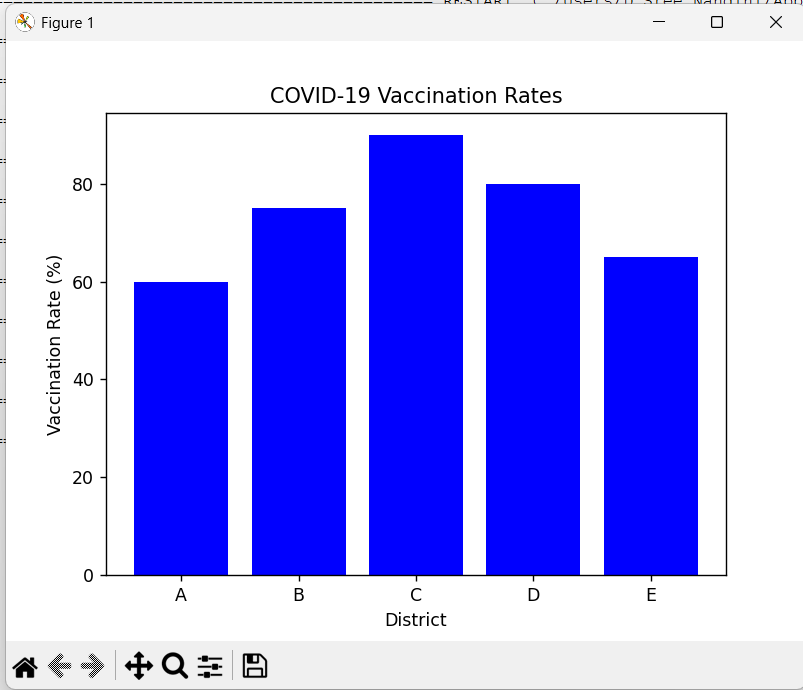 Figure 1
COVID-19 Vaccination Rates
80
60
40
20
0
Vaccination Rate (%)
A B C D E
District